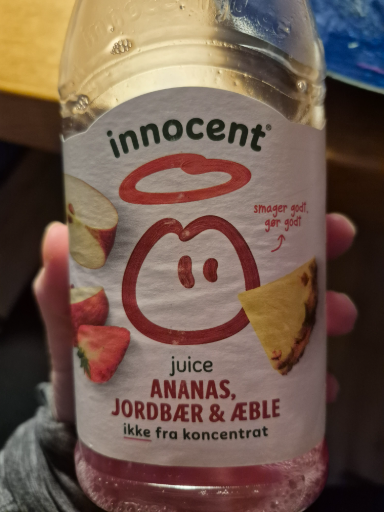 innocent®
smager godt,
gør godt
juice
ANANAS,
JORDBÆR & ÆBLE
ikke fra koncentrat